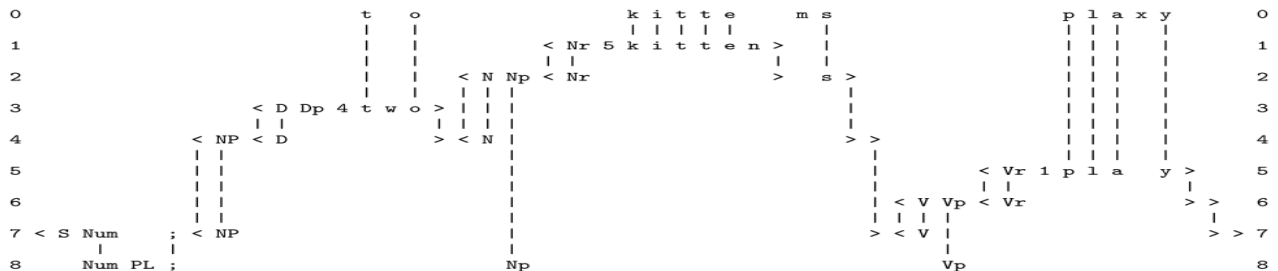 0 t o k i t t e m s p l a x y 0
1 < Nr 5 k i t t e n > 1
2 < N Np < Nr > s > 2
3 < D Dp 4 t w o > 3
4 < NP < D > < N > > 4
5 < Vr 1 p l a y > 5
6 < V Vp < Vr > > 6
7 < S Num ; < NP > < V > > 7
8 Num PL ; Np Vp 8